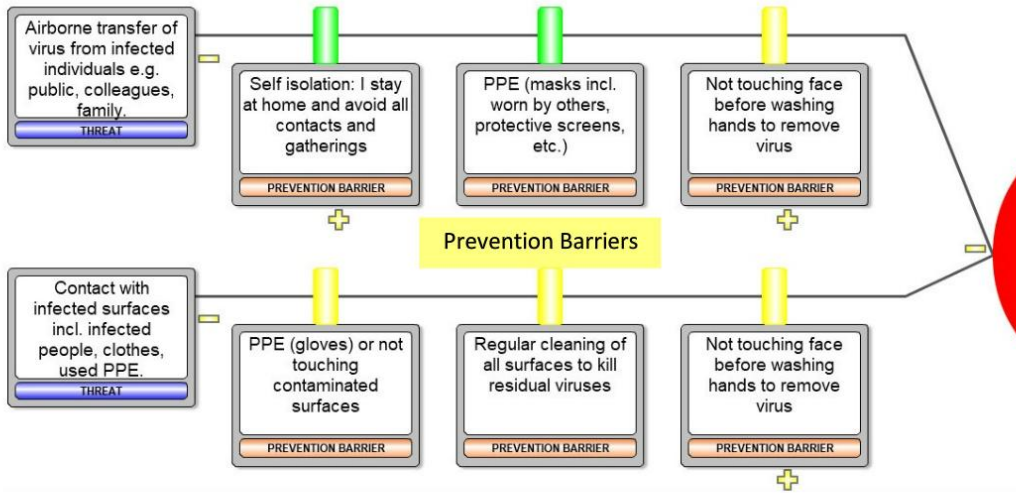 Airborne transfer of
virus from infected
individuals e.g.
public, colleagues,
family.
THREAT
Self isolation: I stay
at home and avoid all
contacts and
gatherings
PREVENTION BARRIER
PPE (masks incl.
worn by others,
protective screens,
etc.)
PREVENTION BARRIER
Not touching face
before washing
hands to remove
virus
PREVENTION BARRIER
Prevention Barriers
Contact with
infected surfaces
incl. infected
people, clothes,
used PPE.
THREAT
PPE (gloves) or not
touching
contaminated
surfaces
PREVENTION BARRIER
Regular cleaning of
all surfaces to kill
residual viruses
PREVENTION BARRIER
Not touching face
before washing
hands to remove
virus
PREVENTION BARRIER